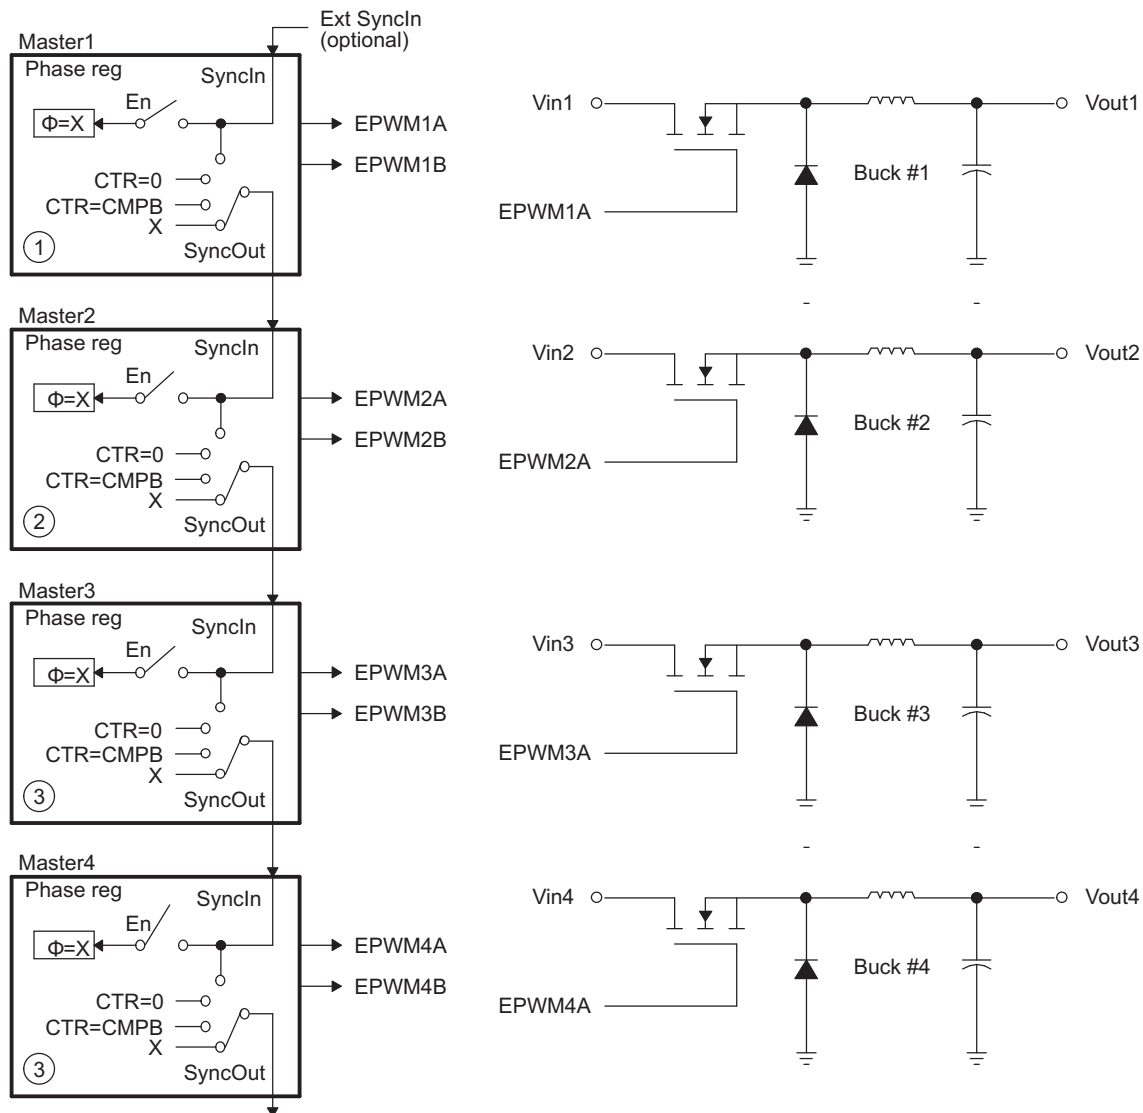 Ext SyncIn
(optional)
Master1
Phase reg
SyncIn
En
Φ=X
EPWM1A
EPWM1B
CTR=0
CTR=CMPB
X
1
SyncOut
Vin1
Vout1
Buck #1
EPWM1A
Master2
Phase reg
SyncIn
En
Φ=X
EPWM2A
EPWM2B
CTR=0
CTR=CMPB
X
2
SyncOut
Vin2
Vout2
Buck #2
EPWM2A
Master3
Phase reg
SyncIn
En
Φ=X
EPWM3A
EPWM3B
CTR=0
CTR=CMPB
X
3
SyncOut
Vin3
Vout3
Buck #3
EPWM3A
Master4
Phase reg
SyncIn
En
Φ=X
EPWM4A
EPWM4B
CTR=0
CTR=CMPB
X
3
SyncOut
Vin4
Vout4
Buck #4
EPWM4A